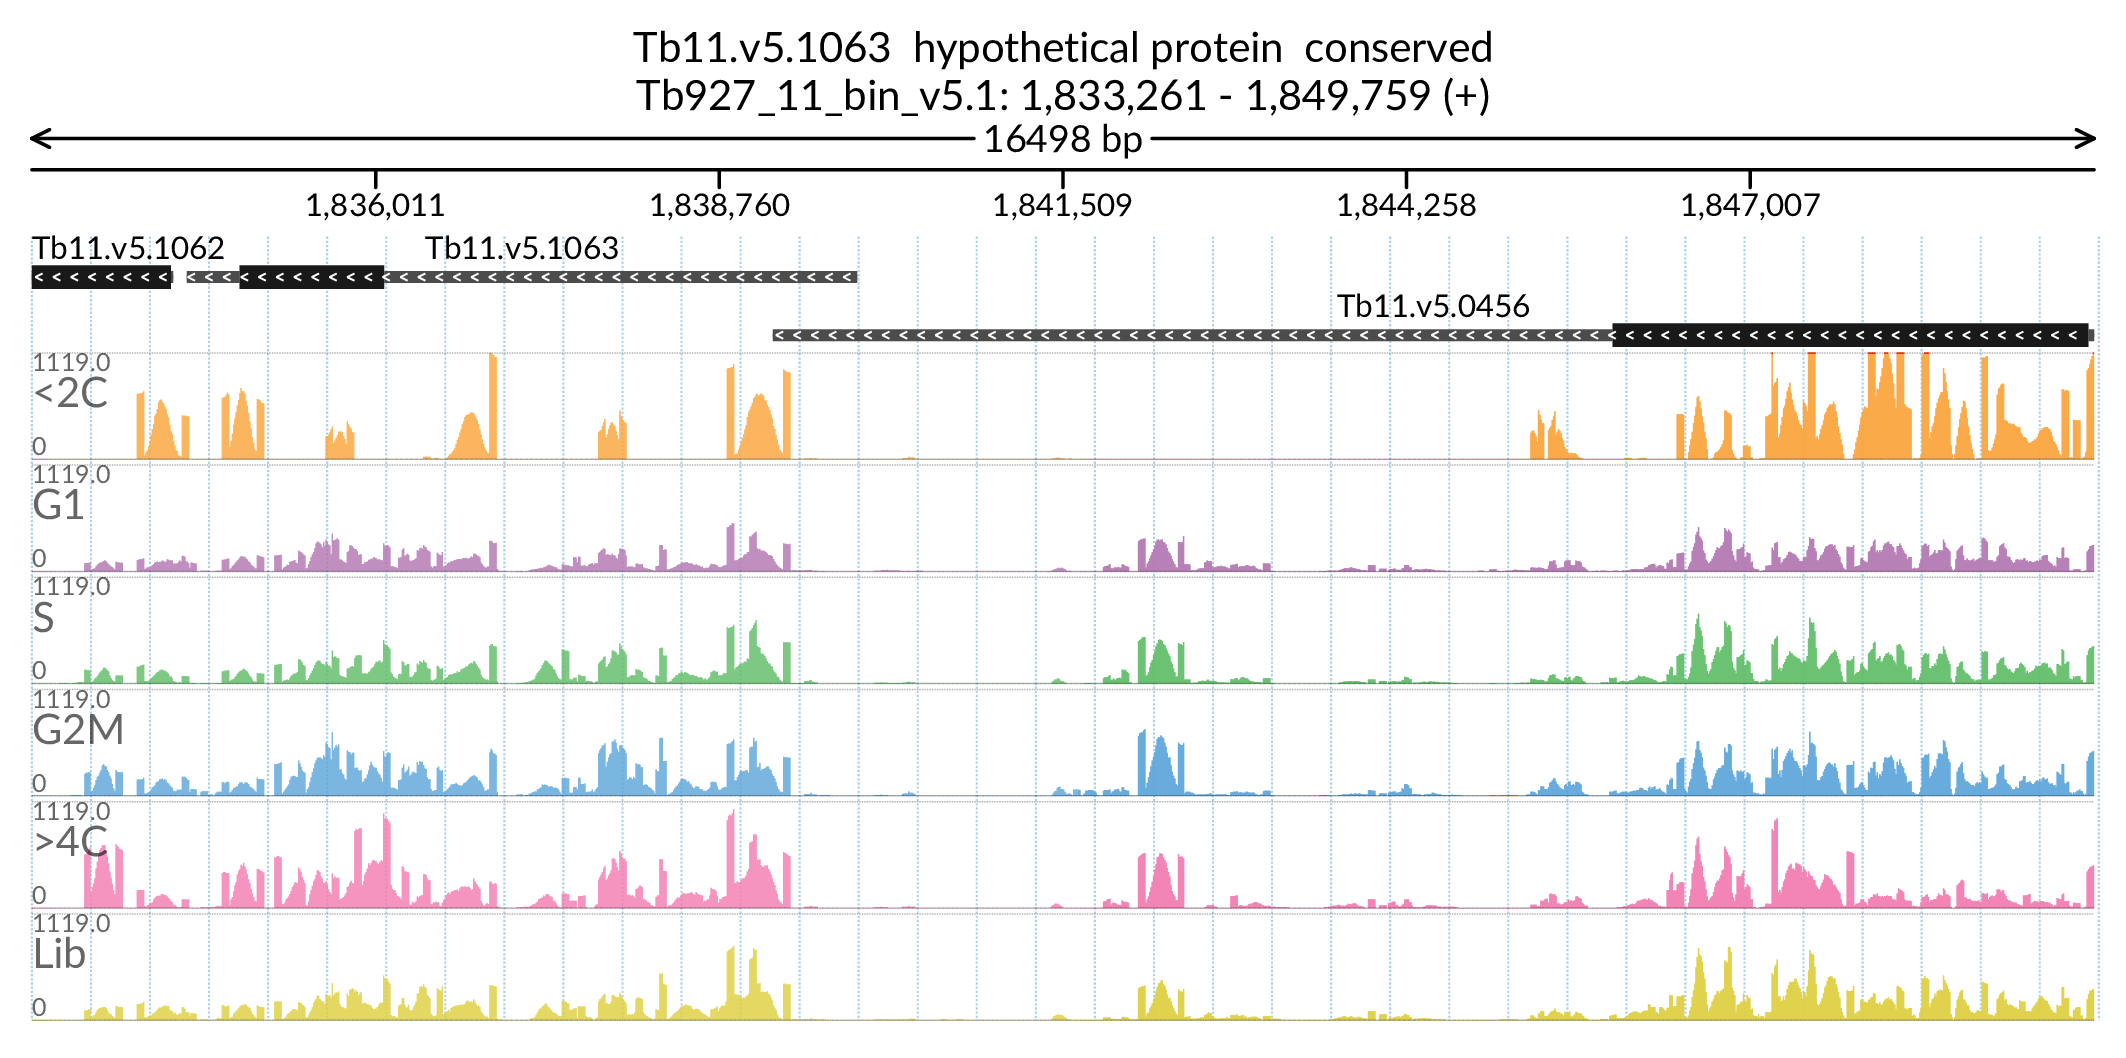 Tb11.v5.1063  hypothetical protein  conserved
Tb927_11_bin_v5.1: 1,833,261 - 1,849,759 (+)
16498 bp
1,836,011 1,838,760 1,841,509 1,844,258 1,847,007
Tb11.v5.1062 Tb11.v5.1063
Tb11.v5.0456
1119.0
<2C
0
1119.0
G1
0
1119.0
S
0
1119.0
G2M
0
1119.0
>4C
0
1119.0
Lib
0